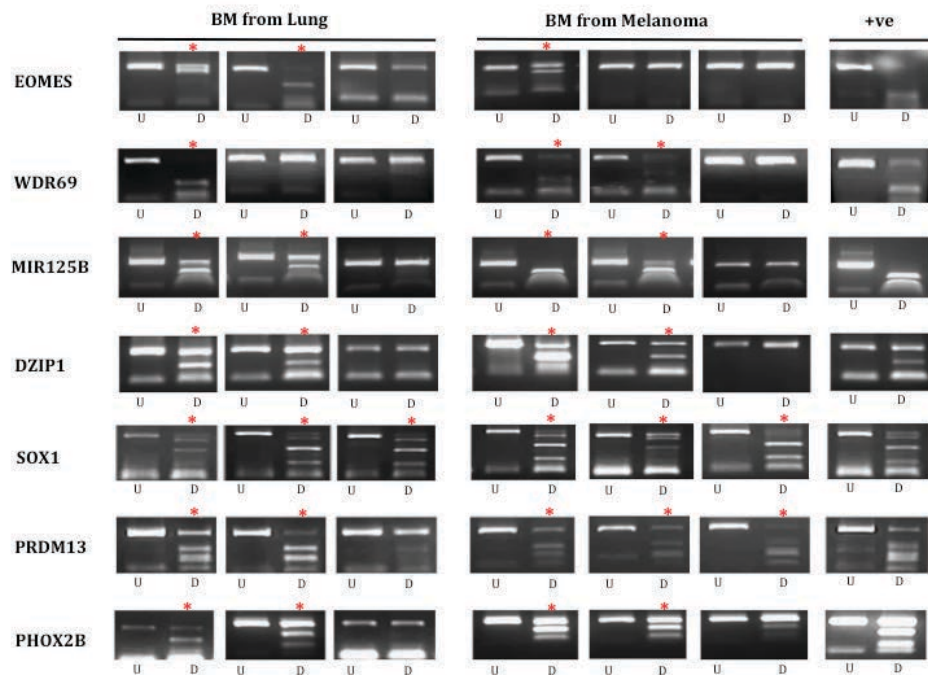 BM from Lung BM from Melanoma +ve
* * *
EOMES
U D U D U D U D U D U D U D
* * *
WDR69
U D U D U D U D U D U D U D
* * * *
MIR125B
U D U D U D U D U D U D U D
* * * *
DZIP1
U D U D U D U D U D U D U D
* * * * * *
SOX1
U D U D U D U D U D U D U D
* * * * *
PRDM13
U D U D U D U D U D U D U D
* * * *
PHOX2B
U D U D U D U D U D U D U D